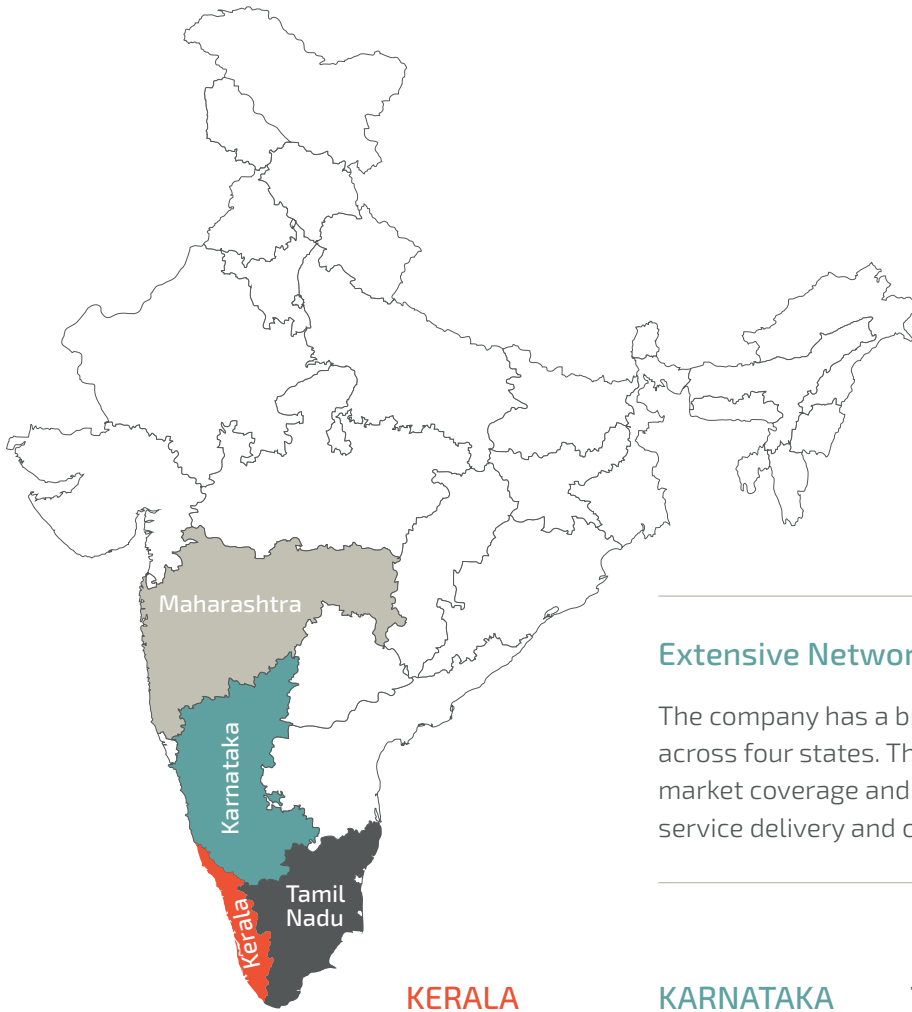 Maharashtra
Karnataka
Kerala
Tamil
Nadu
Extensive Networ
The company has a b
across four states. Th
market coverage and
service delivery and
KERALA
KARNATAKA